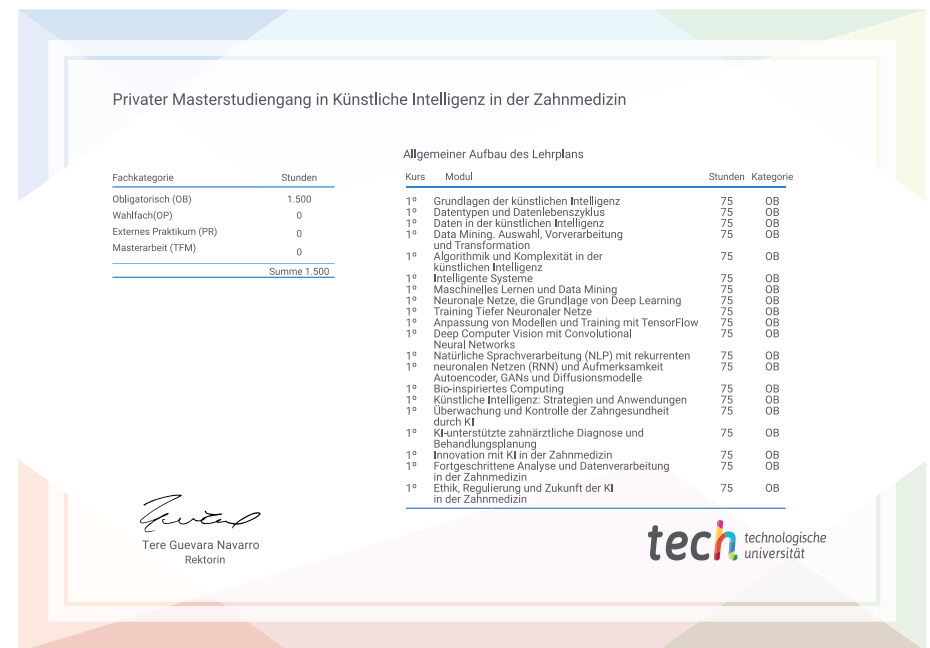 Privater Masterstudiengang in Künstliche Intelligenz in der Zahnmedizin
Fachkategorie Stunden
Obligatorisch (OB) 1.500
Wahlfach(OP) 0
Externes Praktikum (PR) 0
Masterarbeit (TFM) 0
Summe 1.500
Allgemeiner Aufbau des Lehrplans
Kurs Modul Stunden Kategorie
1º Grundlagen der künstlichen Intelligenz 75 OB
1º Datentypen und Datenlebenszyklus 75 OB
1º Daten in der künstlichen Intelligenz 75 OB
1º Data Mining. Auswahl, Vorverarbeitung 75 OB
und Transformation
1º Algorithmik und Komplexität in der 75 OB
künstlichen Intelligenz
1º Intelligente Systeme 75 OB
1º Maschinelles Lernen und Data Mining 75 OB
1º Neuronale Netze, die Grundlage von Deep Learning 75 OB
1º Training Tiefer Neuronaler Netze 75 OB
1º Anpassung von Modellen und Training mit TensorFlow 75 OB
1º Deep Computer Vision mit Convolutional 75 OB
Neural Networks
1º Natürliche Sprachverarbeitung (NLP) mit rekurrenten 75 OB
1º neuronalen Netzen (RNN) und Aufmerksamkeit 75 OB
Autoencoder, GANs und Diffusionsmodelle
1º Bio-inspiriertes Computing 75 OB
1º Künstliche Intelligenz: Strategien und Anwendungen 75 OB
1º Überwachung und Kontrolle der Zahngesundheit 75 OB
durch KI
1º KI-unterstützte zahnärztliche Diagnose und 75 OB
Behandlungsplanung
1º Innovation mit KI in der Zahnmedizin 75 OB
1º Fortgeschrittene Analyse und Datenverarbeitung 75 OB
in der Zahnmedizin
1º Ethik, Regulierung und Zukunft der KI 75 OB
in der Zahnmedizin
Tere Guevara Navarro
Rektorin
tech technologische
universität